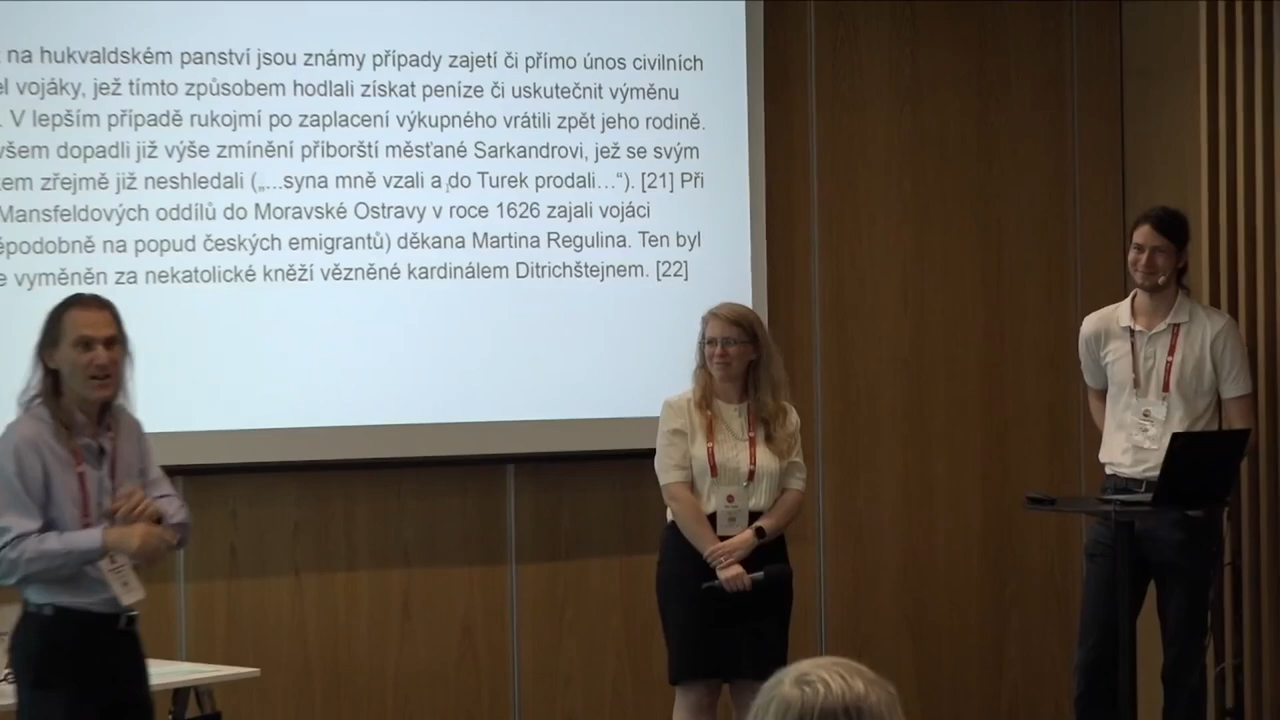 na hukvaldském panství jsou známy případy zajetí či přímo únos civilních
vojáky, jež tímto způsobem hodlali získat peníze či uskutečnit výměnu
. V lepším případě rukojmí po zaplacení výkupného vrátili zpět jeho rodině.
všem dopadli již výše zmínění příborští měsťané Sarkandrovi, jež se svým
zřejmě již neshledali („...syna mně vzali a do Turek prodali...“). [21] Při
Mansfeldových oddílů do Moravské Ostravy v roce 1626 zajali vojáci
ěpodobně na popud českých emigrantů) děkana Martina Regulina. Ten byl
vyměněn za nekatolické kněží vězněné kardinálem Ditrichštejnem. [22]